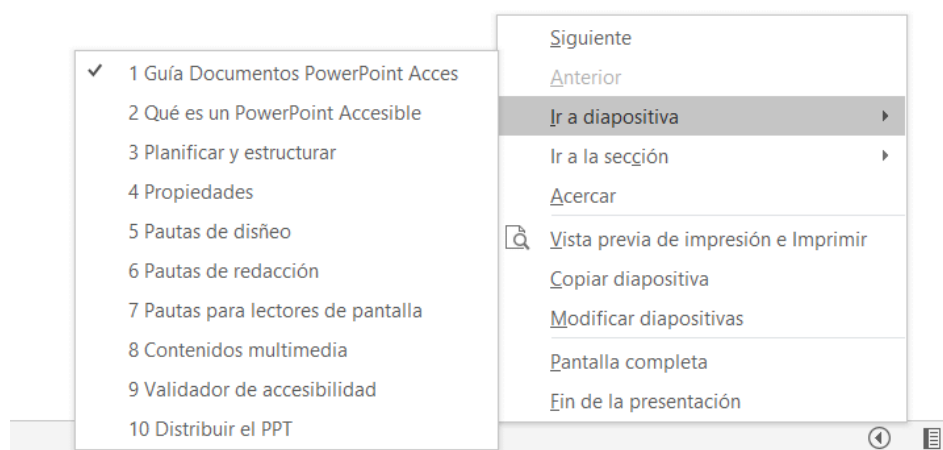 1 Guía Documentos PowerPoint Acces
2 Qué es un PowerPoint Accesible
3 Planificar y estructurar
4 Propiedades
5 Pautas de disñeo
6 Pautas de redacción
7 Pautas para lectores de pantalla
8 Contenidos multimedia
9 Validador de accesibilidad
10 Distribuir el PPT
Siguiente
Anterior
Ir a diapositiva
Ir a la sección
Acercar
Vista previa de impresión e Imprimir
Copiar diapositiva
Modificar diapositivas
Pantalla completa
Fin de la presentación